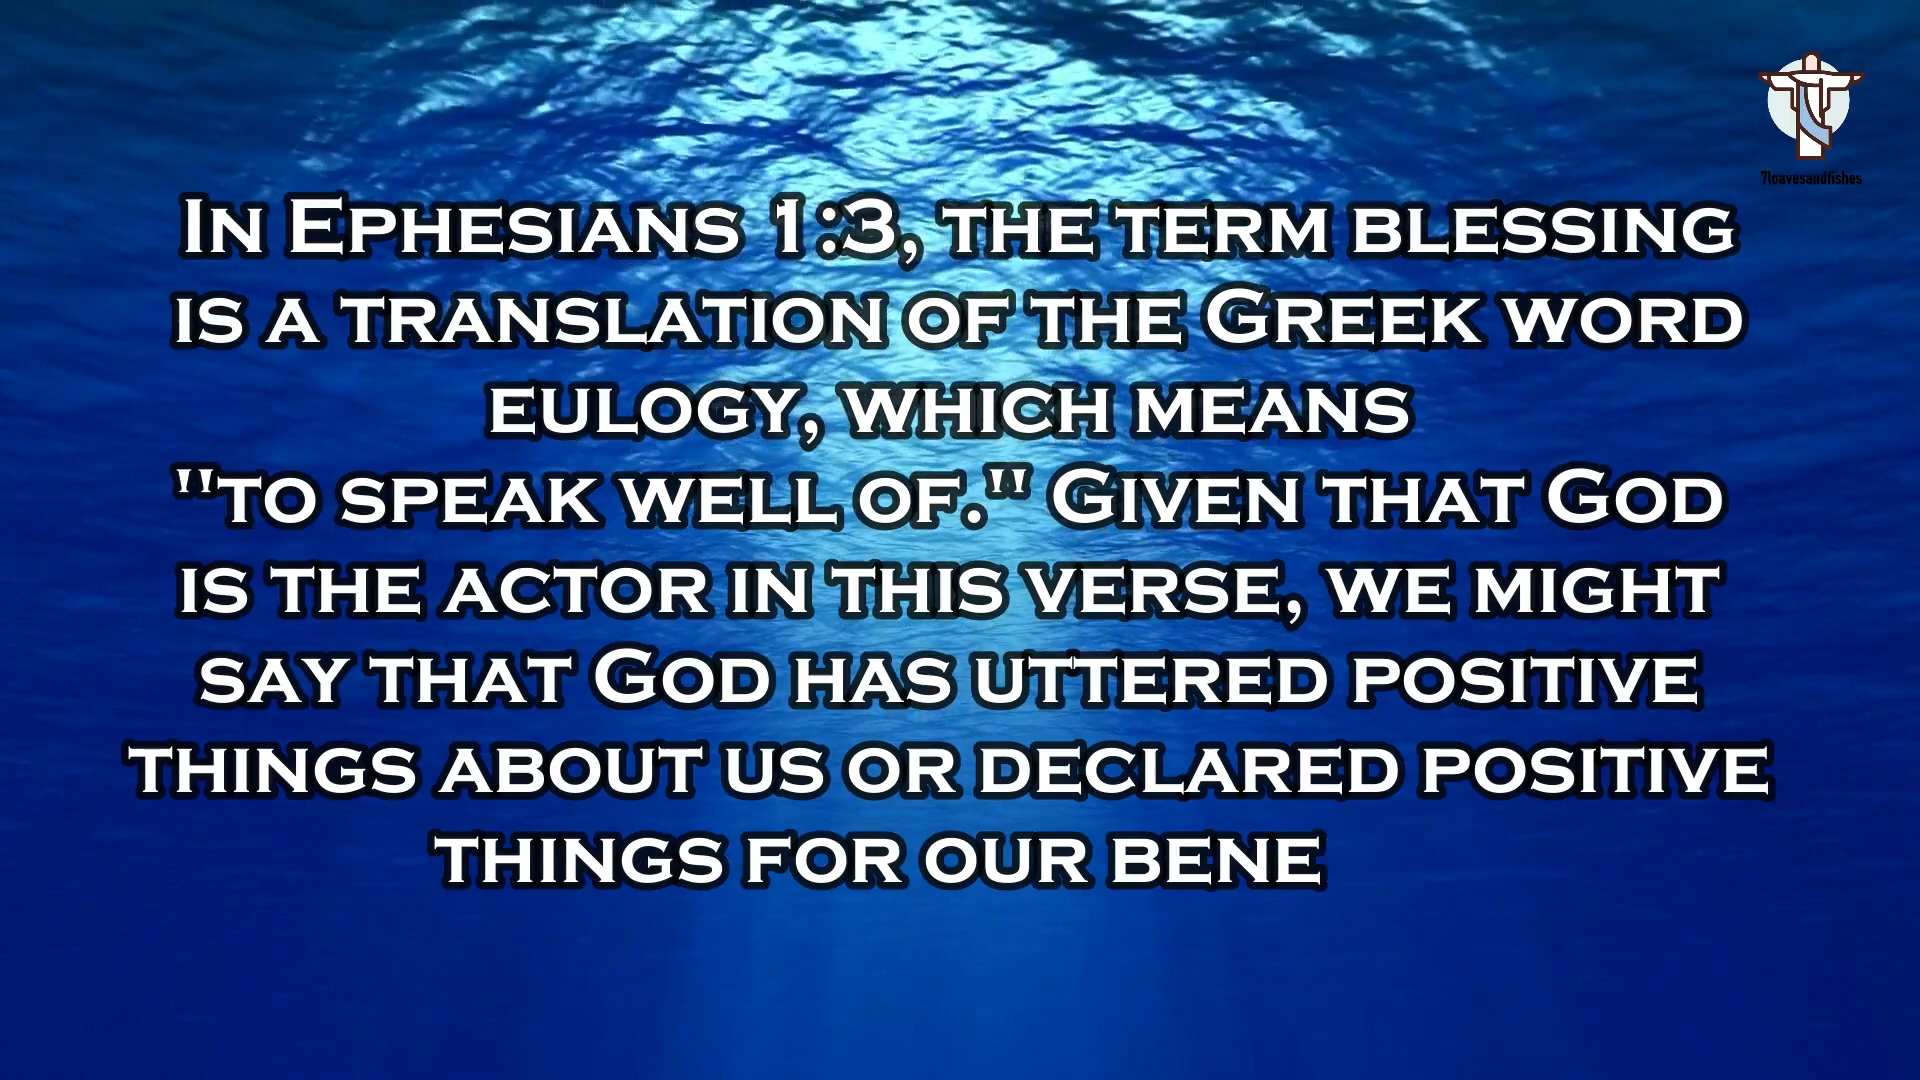 7loavesandfishes
In Ephesians 1:3, the term blessing
is a translation of the Greek word
eulogy, which means
"to speak well of." Given that God
is the actor in this verse, we might
say that God has uttered positive
things about us or declared positive
things for our bene